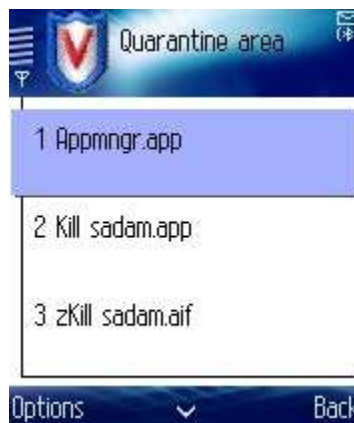 V Quarantine area
1 Appmngr.app
2 Kill sadam.app
3 zKill sadam.aif
Options Back